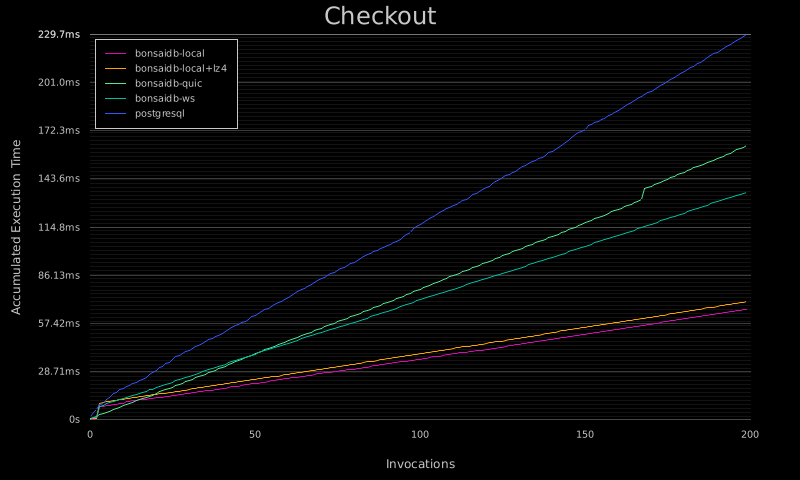 Checkout
229.7ms
201.0ms
172.3ms
143.6ms
114.8ms
86.13ms
57.42ms
28.71ms
0s
bonsaidb-local
bonsaidb-local+lz4
bonsaidb-quic
bonsaidb-ws
postgresql
Accumulated Execution Time
0 50 100 150 200
Invocations